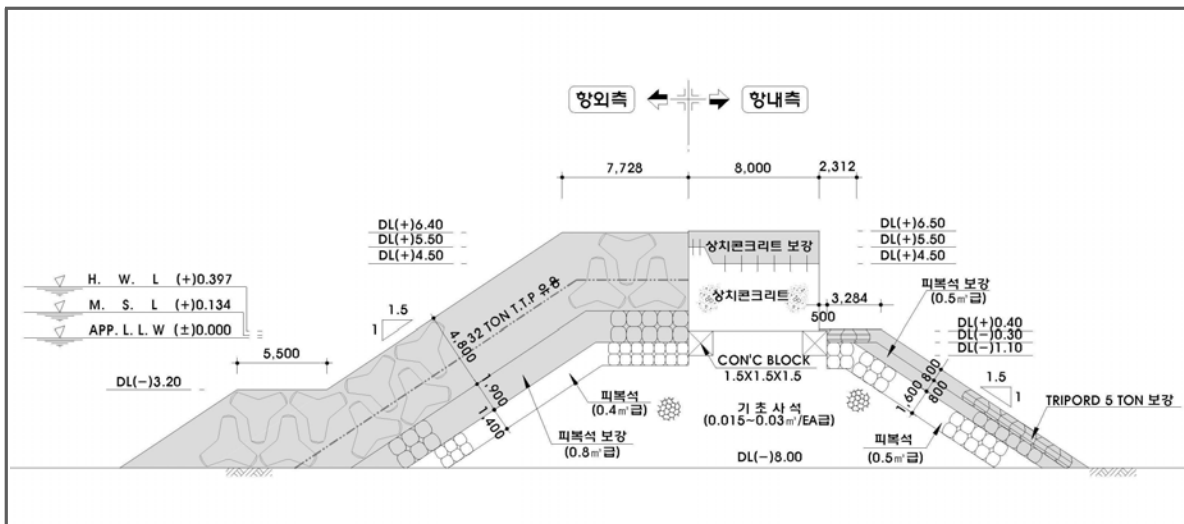 항외측
항내측
7,728
8,000
2,312
DL(+)6.40
DL(+)5.50
DL(+)4.50
DL(+)6.50
DL(+)5.50
DL(+)4.50
상치콘크리트 보강
상치콘크리트
H. W. L (+)0.397
M. S. L (+)0.134
APP. L. L. W (±)0.000
5,500
DL(-)3.20
1.5
1
32 TON T.T.P 유용
4,800
1,900
1,400
3,284
500
피복석 보강
(0.5㎥급)
DL(+)0.40
DL(-)0.30
DL(-)1.10
800
800
1,600
1.5
1
TRIPORD 5 TON 보강
CON'C BLOCK
1.5X1.5X1.5
피복석
(0.4㎥급)
피복석 보강
(0.8㎥급)
기 초 사 석
(0.015~0.03㎥/EA급)
피복석
(0.5㎥급)
DL(-)8.00